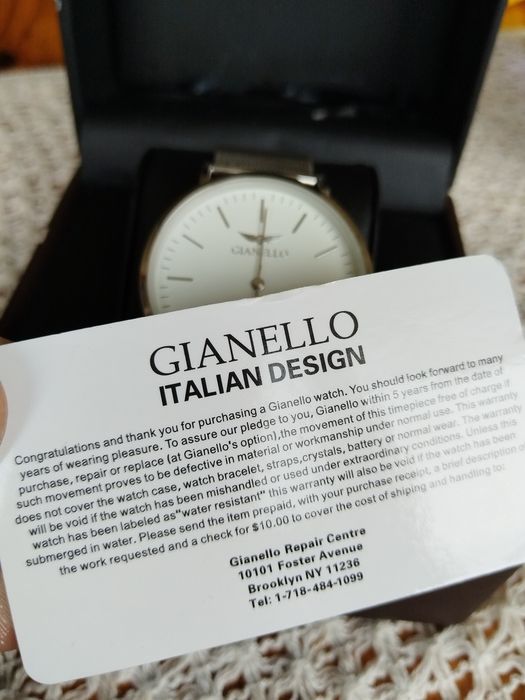 GIANELLO
GIANELLO
ITALIAN DESIGN
Congratulations and thank you for purchasing a Gianello watch. You should look forward to many
years of wearing pleasure. To assure our pledge to you, Gianello within 5 years from the date of
purchase, repair or replace (at Gianello's option),the movement of this timepiece free of charge if
such movement proves to be defective in material or workmanship under normal use. This warranty
does not cover the watch case, watch bracelet, straps,crystals, battery or normal wear. The warranty
will be void if the watch has been mishandled or used under extraordinary conditions. Unless this
watch has been labeled as"water resistant" this warranty will also be void if the watch has been
submerged in water. Please send the item prepaid, with your purchase receipt, a brief description o
the work requested and a check for $10.00 to cover the cost of shiping and handling to:
Gianello Repair Centre
10101 Foster Avenue
Brooklyn NY 11236
Tel: 1-718-484-1099